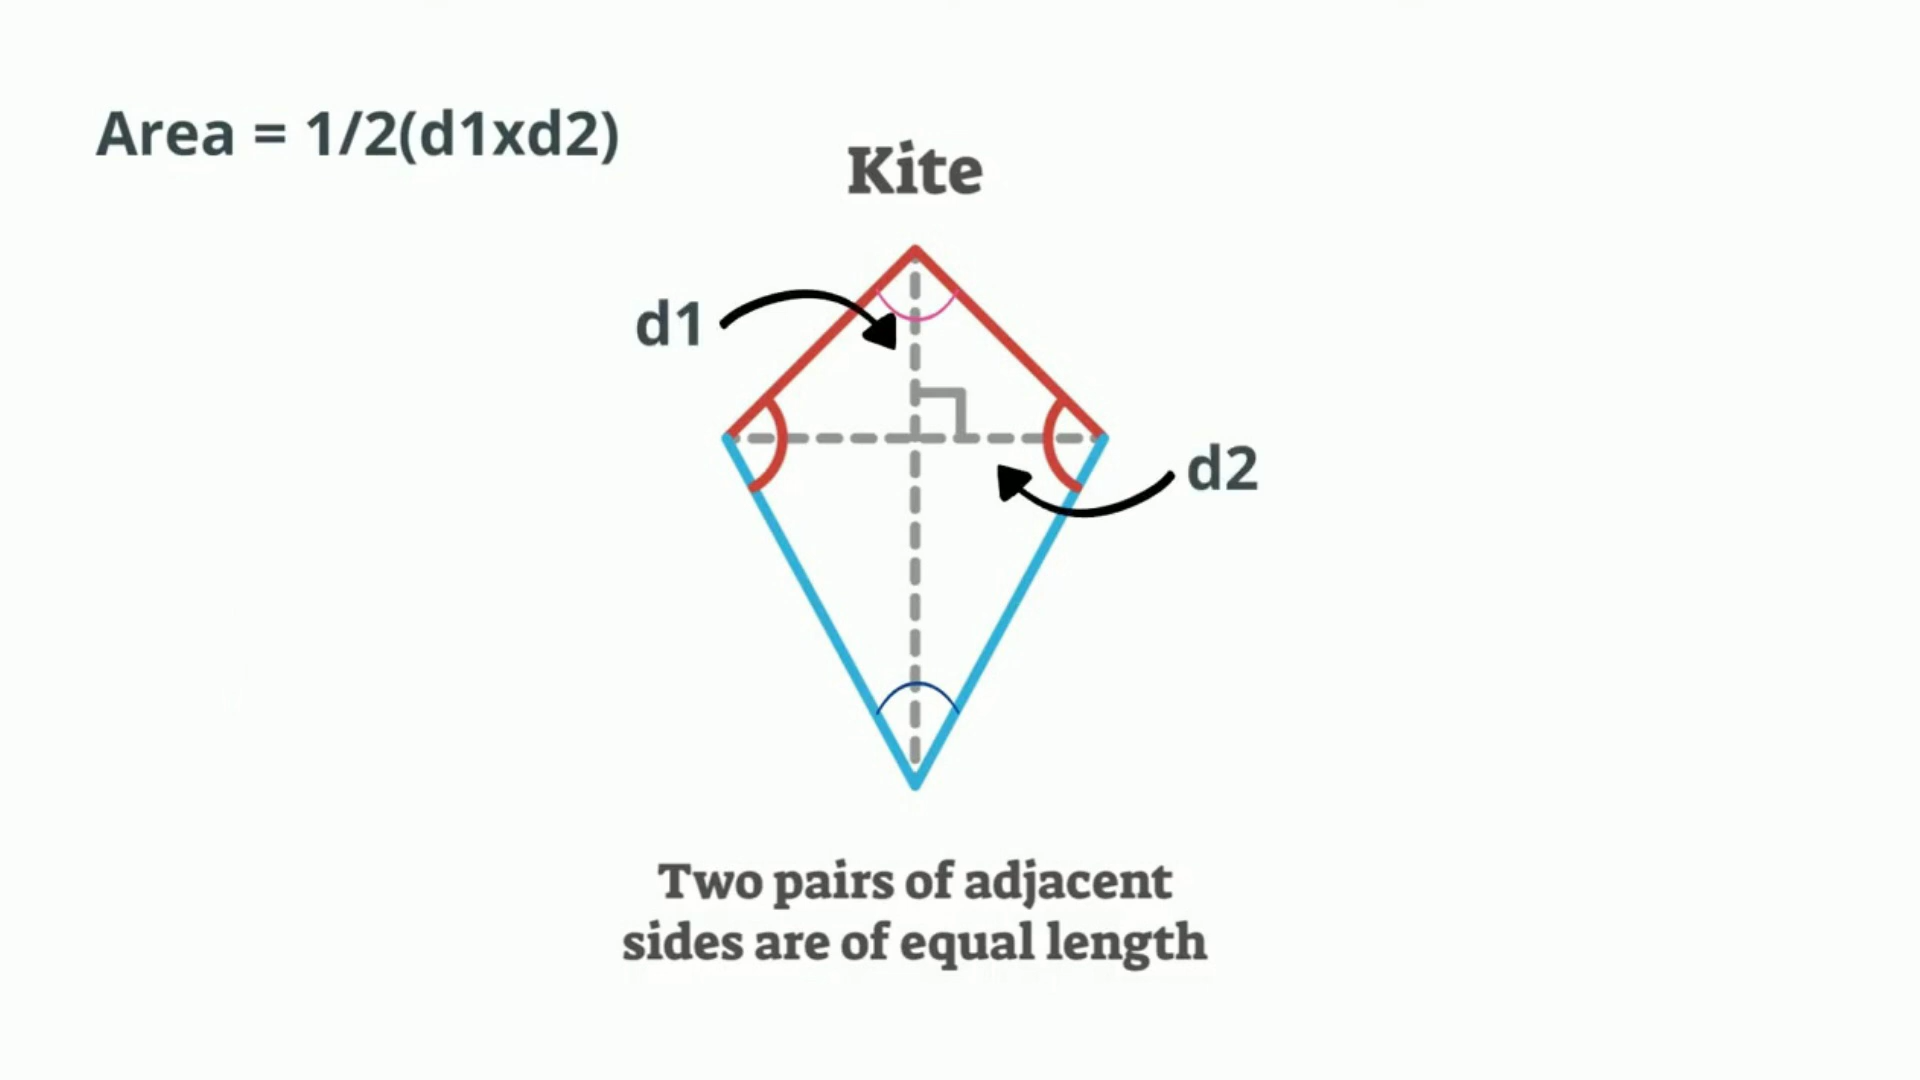 Area = 1/2(d1xd2)
Kite
d1
d2
Two pairs of adjacent
sides are of equal length